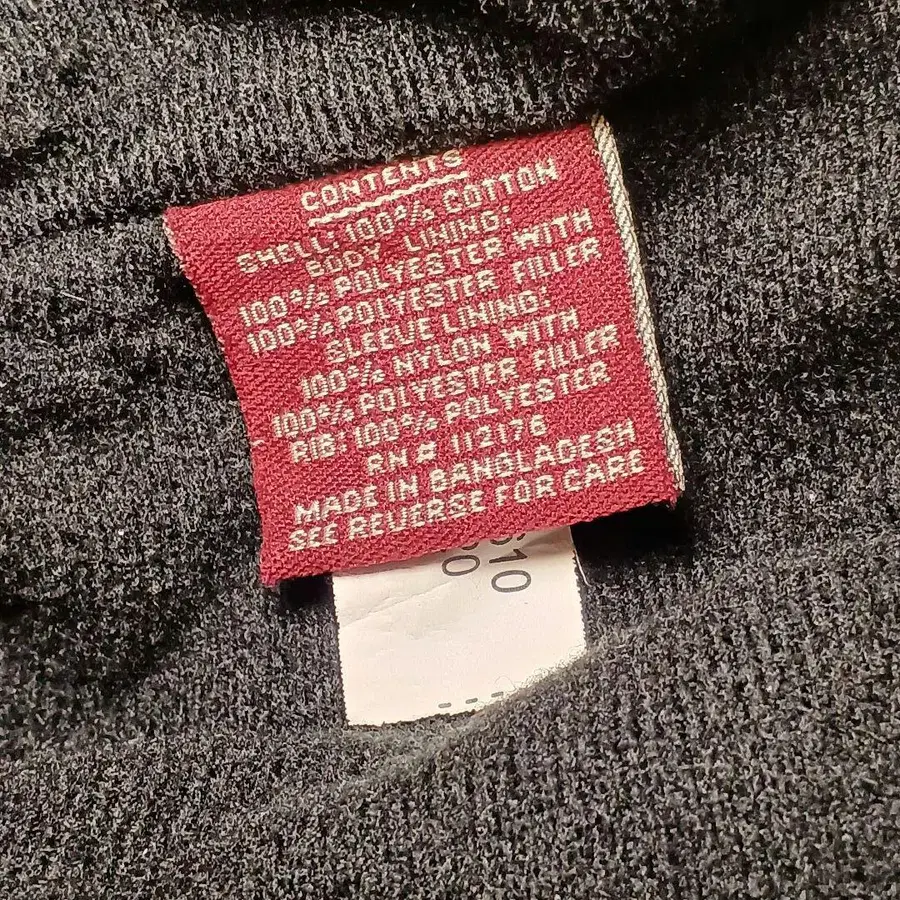 CONTENTS
SHELL: 100% COTTON
BODY LINING:
100% POLYESTER WITH
100% POLYESTER FILLER
SLEEVE LINING:
100% NYLON WITH
100% POLYESTER FILLER
RIB: 100% POLYESTER
RN # 112176
MADE IN BANGLADESH
SEE REVERSE FOR CARE